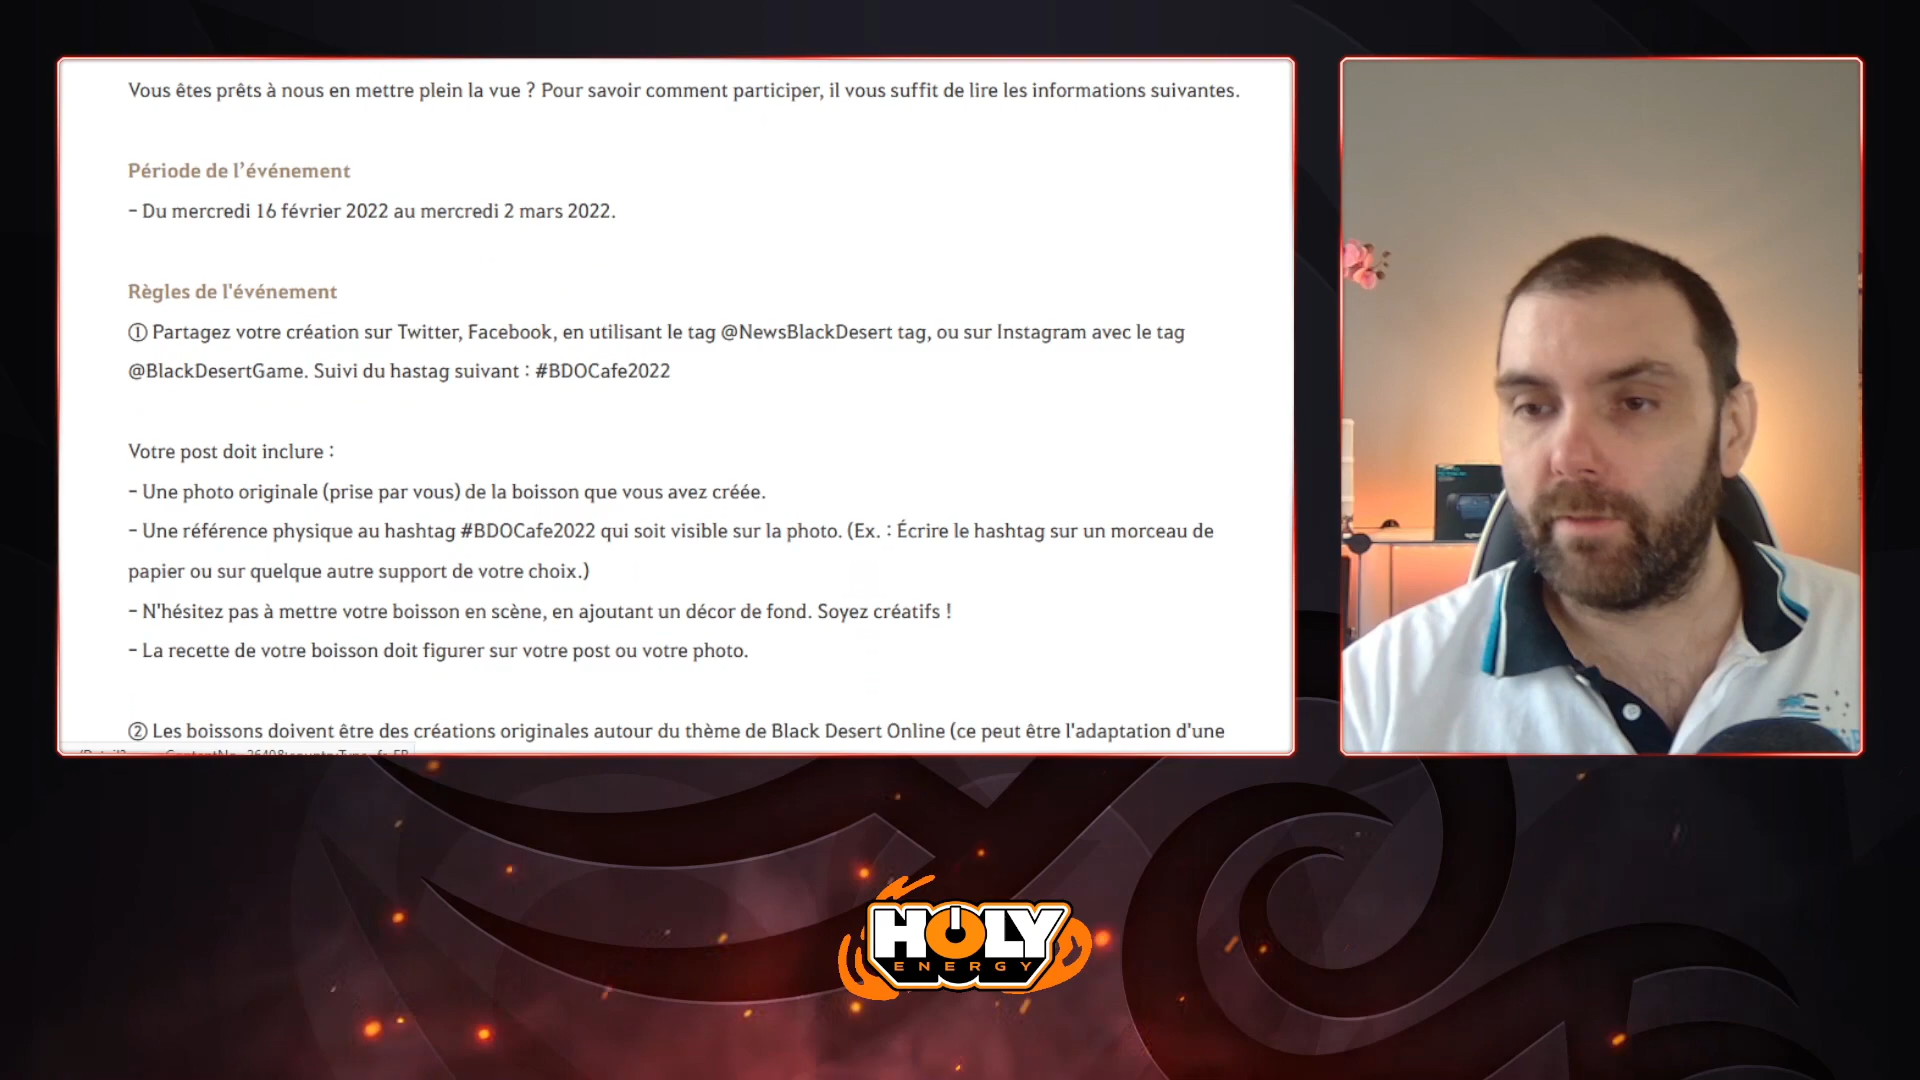 Vous êtes prêts à nous en mettre plein la vue ? Pour savoir comment participer, il vous suffit de lire les informations suivantes.
Période de l’événement
- Du mercredi 16 février 2022 au mercredi 2 mars 2022.
Règles de l'événement
① Partagez votre création sur Twitter, Facebook, en utilisant le tag @NewsBlackDesert tag, ou sur Instagram avec le tag
@BlackDesertGame. Suivi du hastag suivant : #BDOCafe2022
Votre post doit inclure :
- Une photo originale (prise par vous) de la boisson que vous avez créée.
- Une référence physique au hashtag #BDOCafe2022 qui soit visible sur la photo. (Ex. : Écrire le hashtag sur un morceau de
papier ou sur quelque autre support de votre choix.)
- N'hésitez pas à mettre votre boisson en scène, en ajoutant un décor de fond. Soyez créatifs !
- La recette de votre boisson doit figurer sur votre post ou votre photo.
② Les boissons doivent être des créations originales autour du thème de Black Desert Online (ce peut être l'adaptation d'une
HOLY
ENERGY